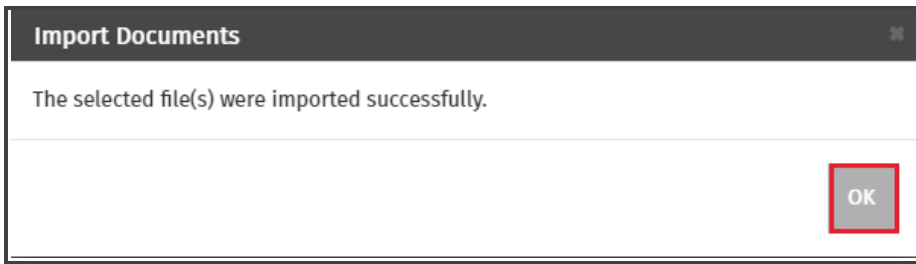 Import Documents
The selected file(s) were imported successfully.
OK